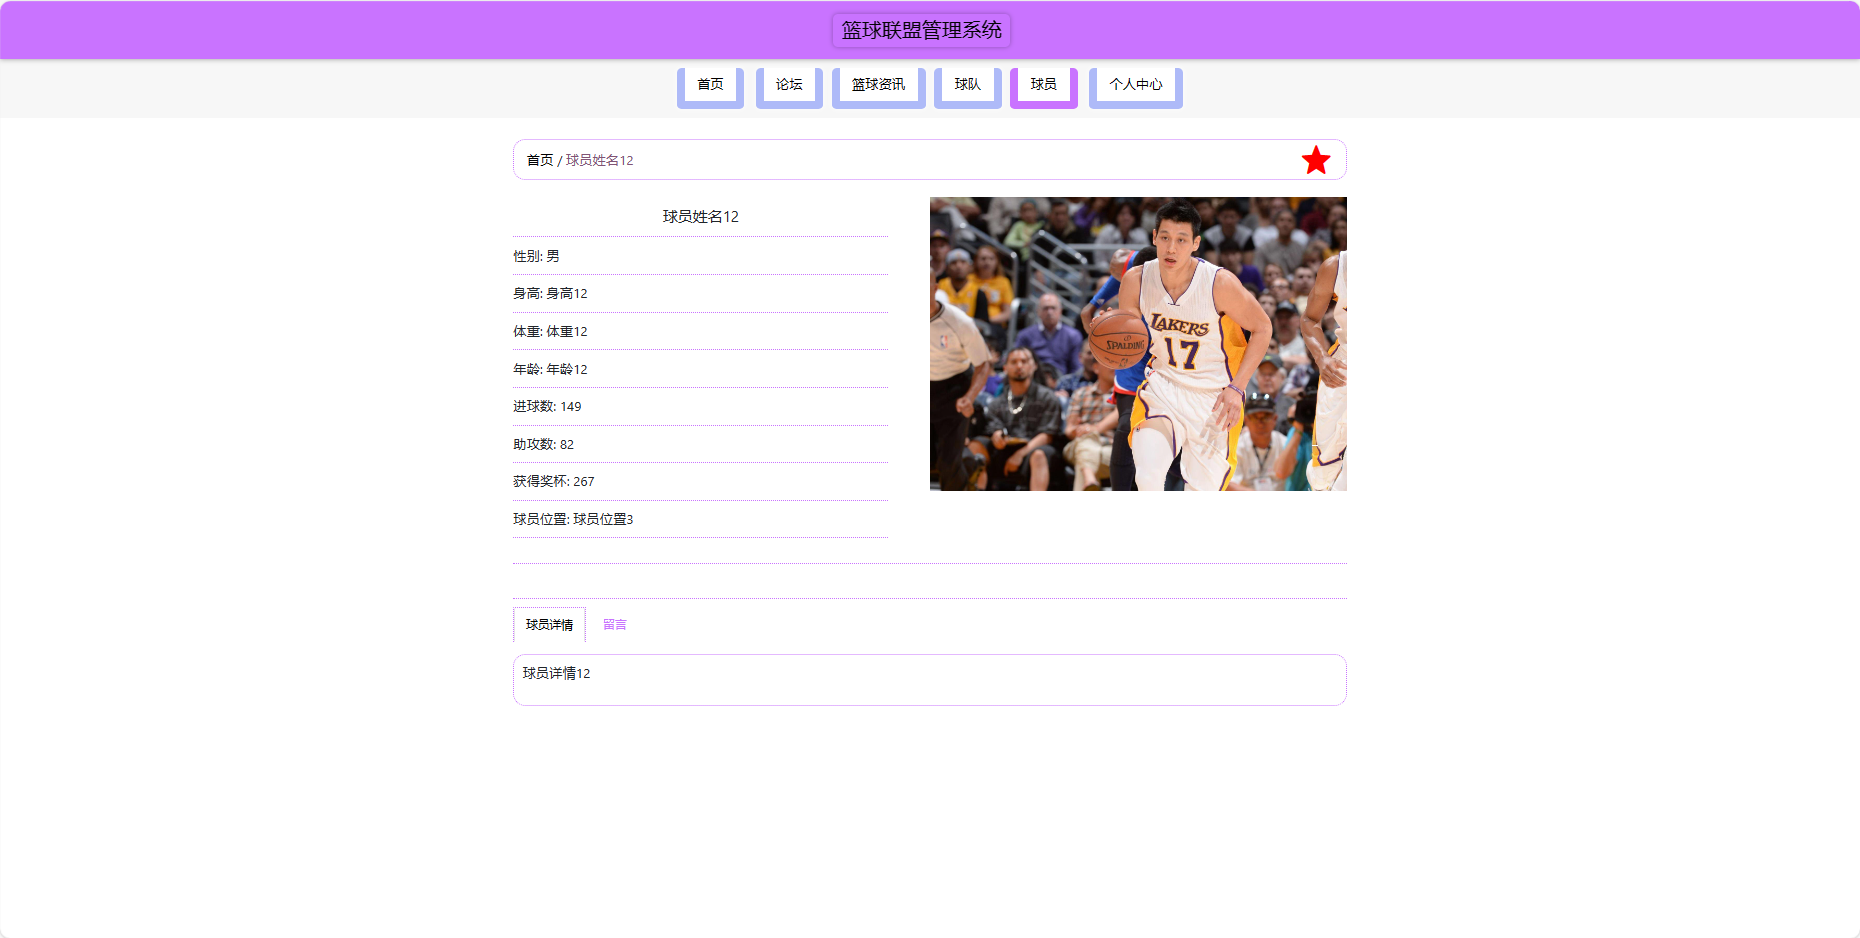 篮球联盟管理系统
首页 论坛 篮球资讯 球队 球员 个人中心
首页 / 球员姓名12
球员姓名12
性别: 男
身高: 身高12
体重: 体重12
年龄: 年龄12
进球数: 149
助攻数: 82
获得奖杯: 267
球员位置: 球员位置3
LAKERS
17
SPALDING
球员详情 留言
球员详情12